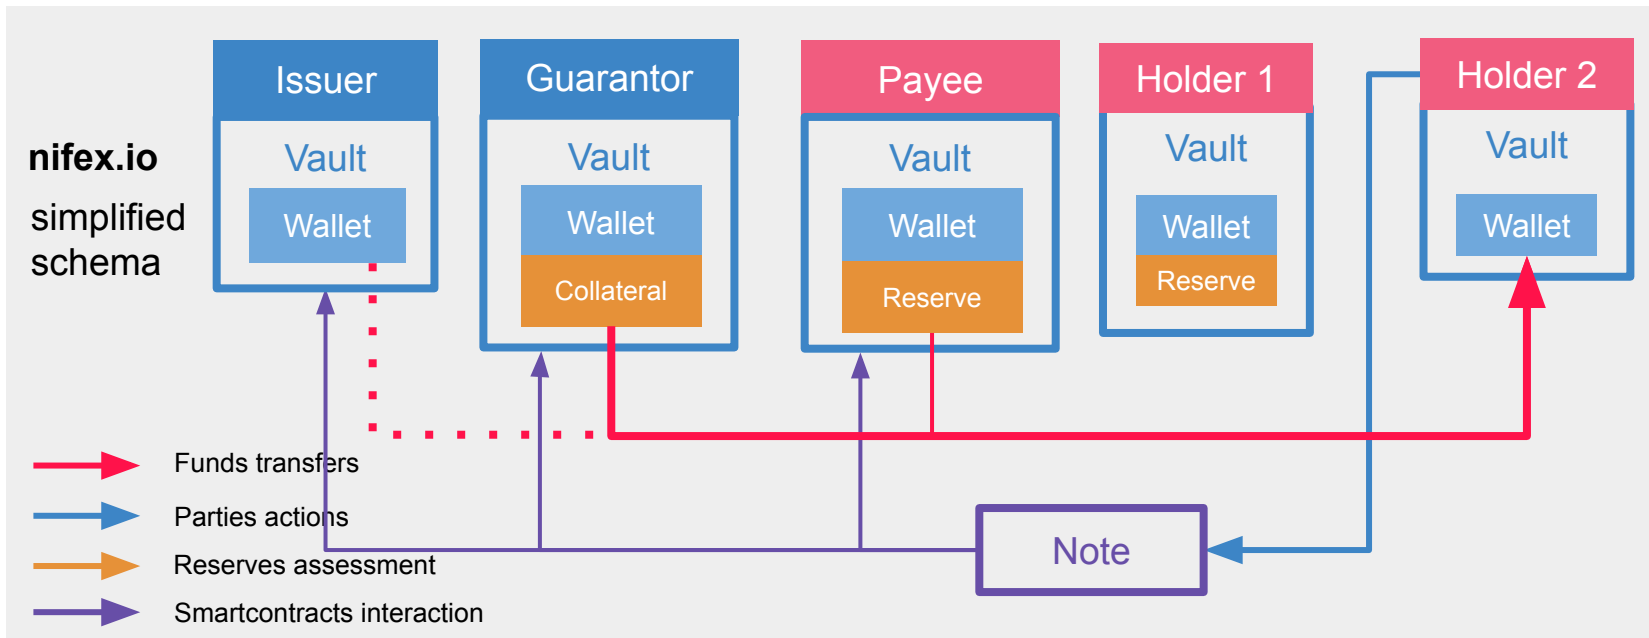 Issuer
Guarantor
Payee
Holder 1
Holder 2
nifex.io
simplified
schema
Vault
Wallet
Vault
Wallet
Collateral
Vault
Wallet
Reserve
Vault
Wallet
Reserve
Vault
Wallet
Funds transfers
Parties actions
Reserves assessment
Smartcontracts interaction
Note